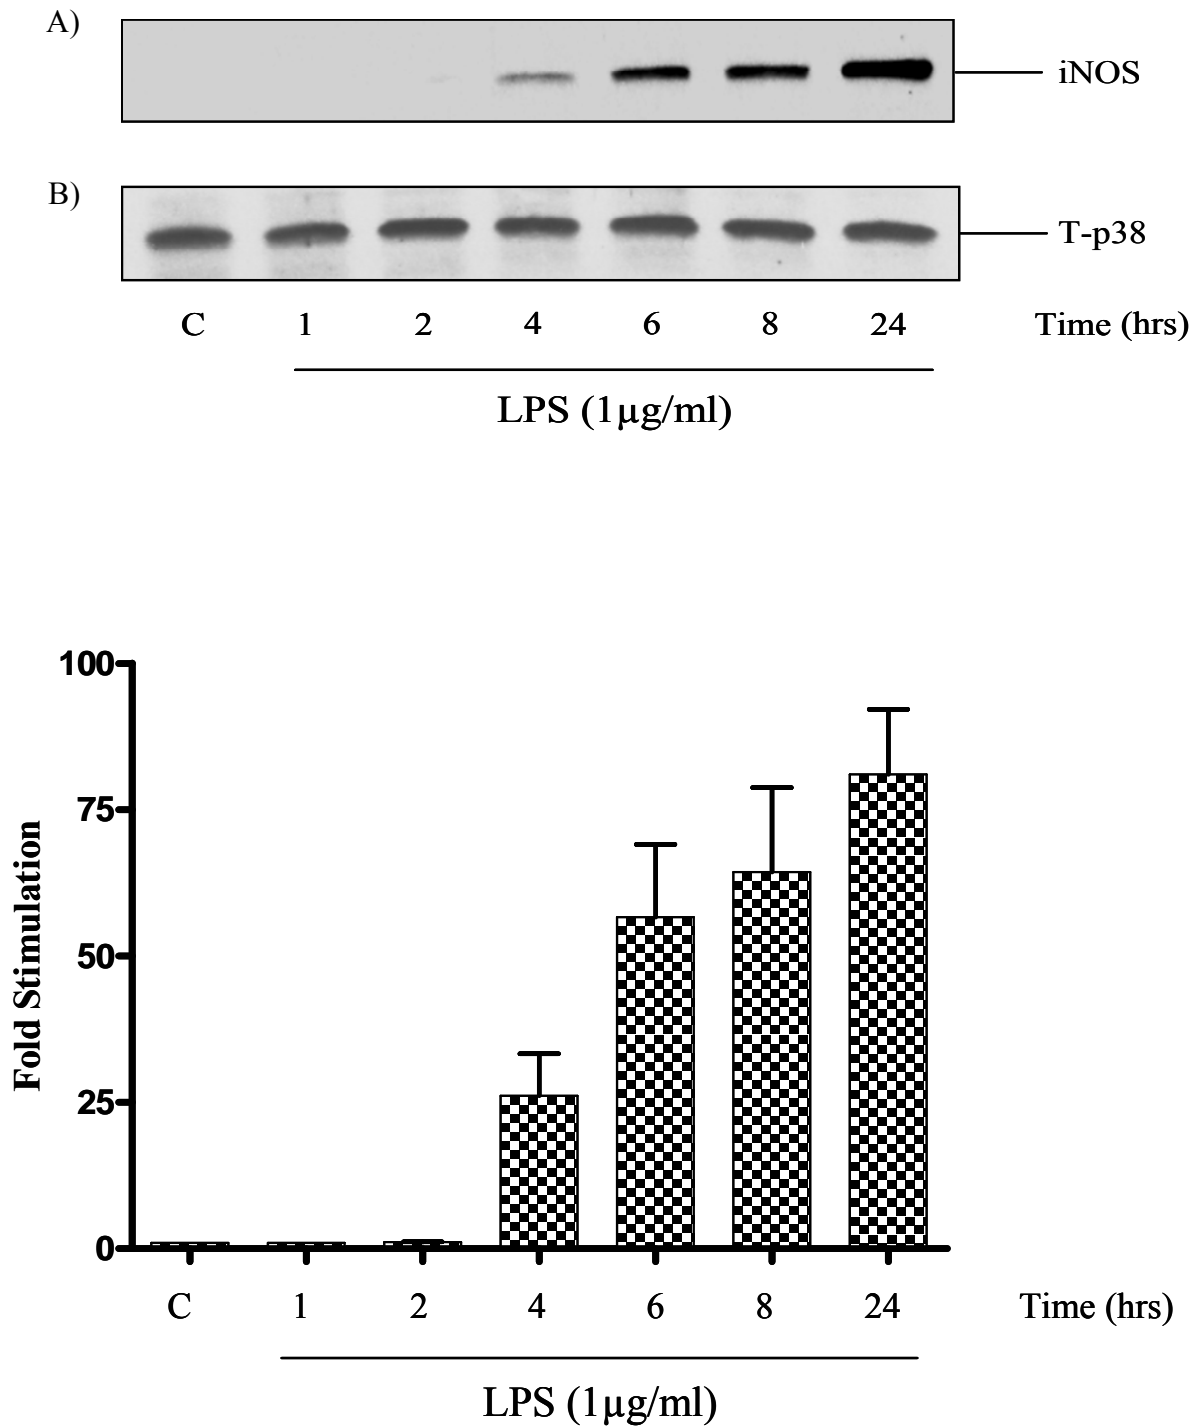 A)
iNOS
B)
T-p38
C 1 2 4 6 8 24 Time (hrs)
LPS (1µg/ml)
100
75
50
25
0
Fold Stimulation
C 1 2 4 6 8 24 Time (hrs)
LPS (1µg/ml)